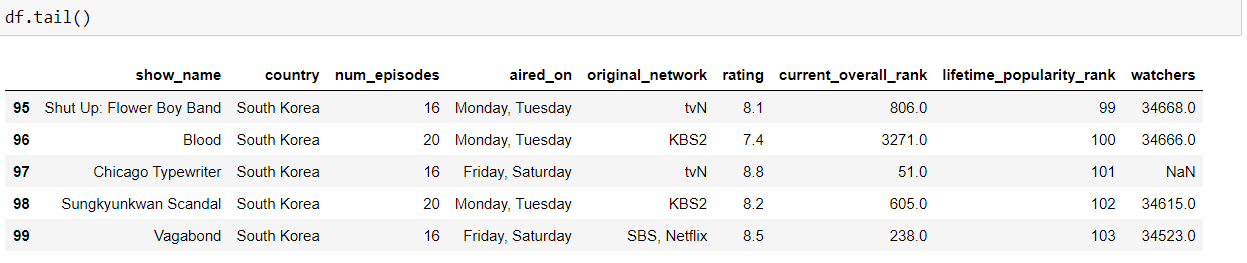 df.tail()
show_name country num_episodes aired_on original_network rating current_overall_rank lifetime_popularity_rank watchers
95 Shut Up: Flower Boy Band South Korea 16 Monday, Tuesday tvN 8.1 806.0 99 34668.0
96 Blood South Korea 20 Monday, Tuesday KBS2 7.4 3271.0 100 34666.0
97 Chicago Typewriter South Korea 16 Friday, Saturday tvN 8.8 51.0 101 NaN
98 Sungkyunkwan Scandal South Korea 20 Monday, Tuesday KBS2 8.2 605.0 102 34615.0
99 Vagabond South Korea 16 Friday, Saturday SBS, Netflix 8.5 238.0 103 34523.0